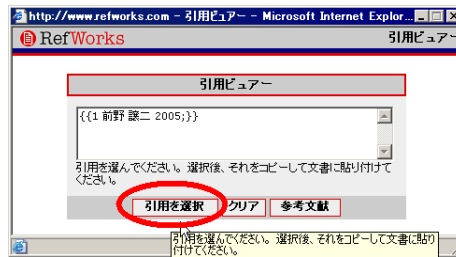 http://www.refworks.com - 引用ビュアー - Microsoft Internet Explor...
RefWorks
引用ビュアー
引用ビュアー
{{1 前野 譲二 2005;}}
引用を選んでください。選択後、それをコピーして文書に貼り付けて
ください。
引用を選択 クリア 参考文献
引用を選んでください。選択後、それをコピーして文書に貼り
付けてください。